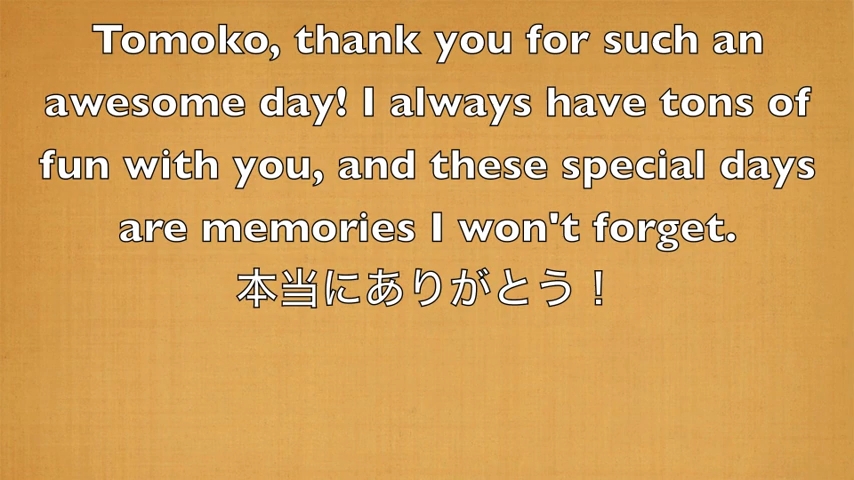 Tomoko, thank you for such an
awesome day! I always have tons of
fun with you, and these special days
are memories I won't forget.
本当にありがとう！